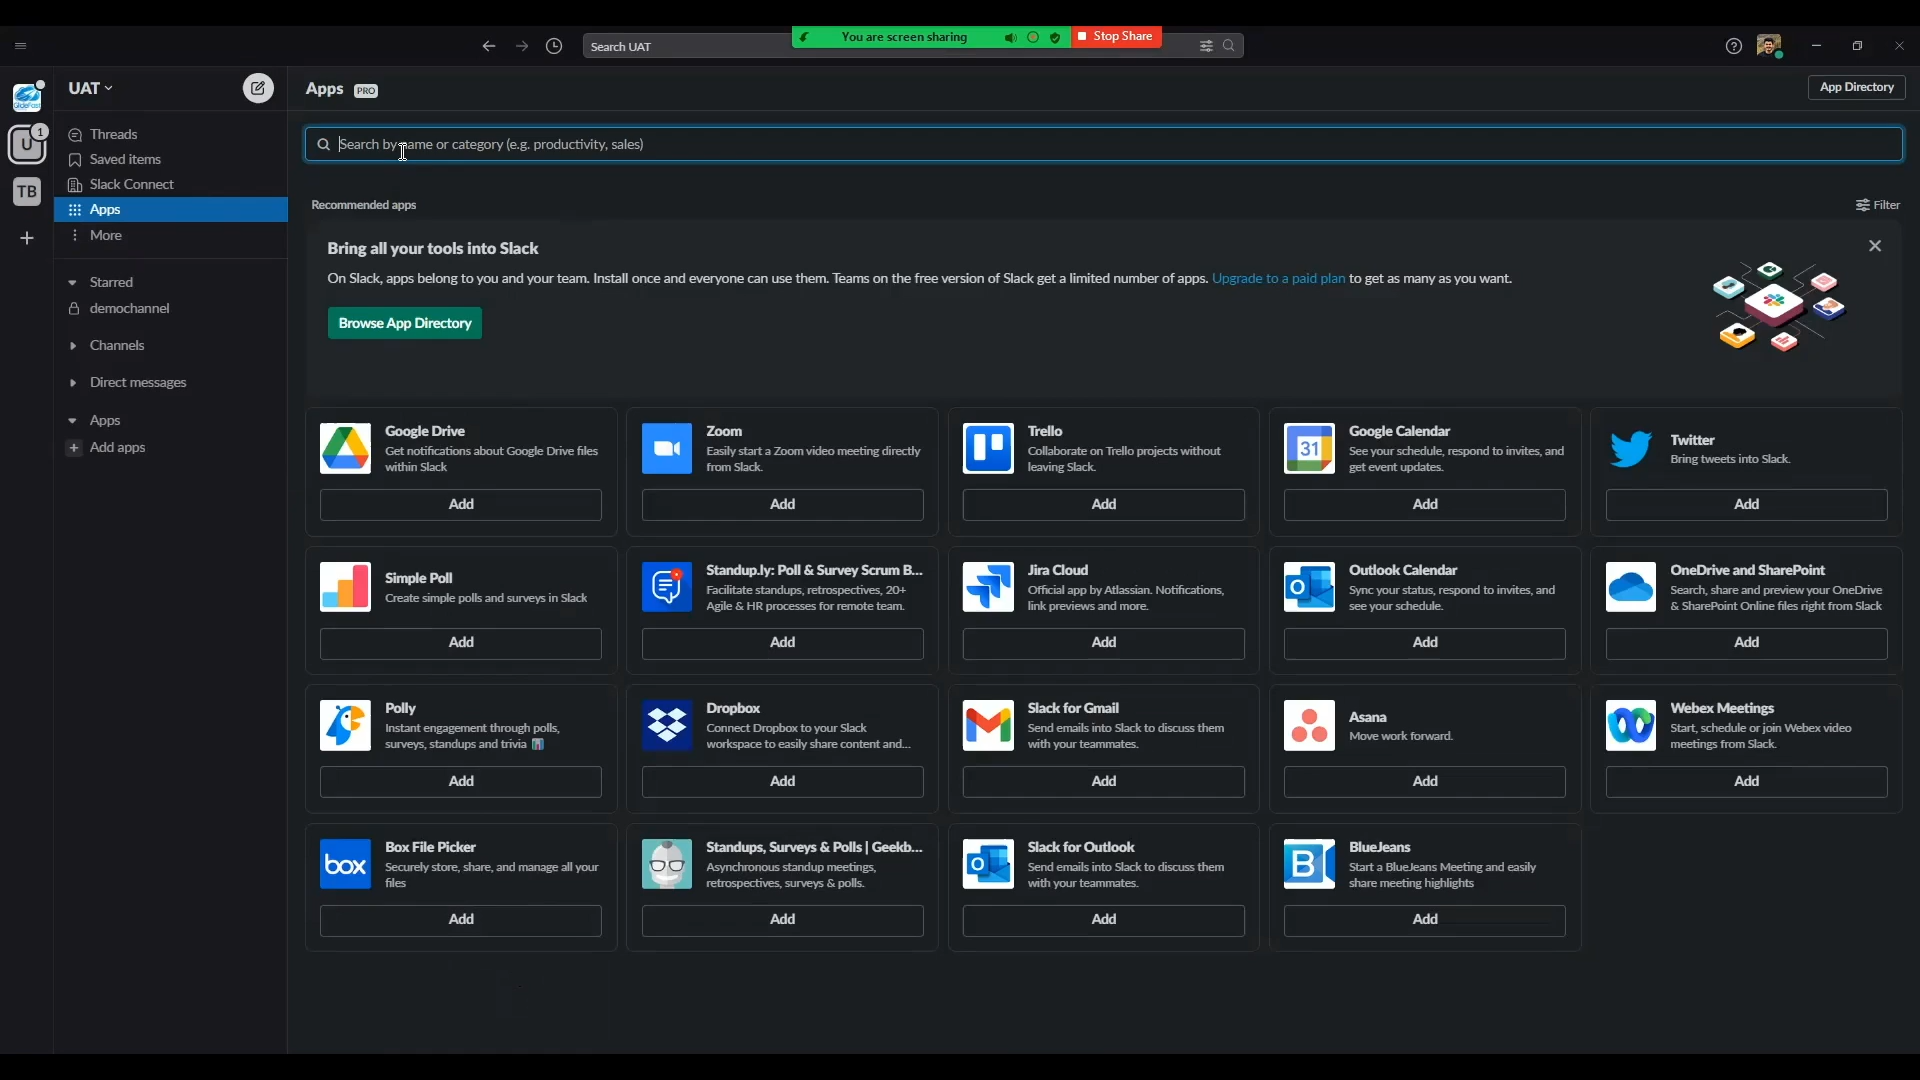 You are screen sharing
Stop Share
Search UAT
UAT
Apps PRO
App Directory
GlideFast
U
1
TB
Threads
Saved items
Slack Connect
Apps
More
Starred
demochannel
Channels
Direct messages
Apps
Add apps
Search by name or category (e.g. productivity, sales)
Recommended apps
Filter
Bring all your tools into Slack
On Slack, apps belong to you and your team. Install once and everyone can use them. Teams on the free version of Slack get a limited number of apps. Upgrade to a paid plan to get as many as you want.
Browse App Directory
Google Drive
Get notifications about Google Drive files
within Slack
Add
Zoom
Easily start a Zoom video meeting directly
from Slack.
Add
Trello
Collaborate on Trello projects without
leaving Slack.
Add
31
Google Calendar
See your schedule, respond to invites, and
get event updates.
Add
Twitter
Bring tweets into Slack.
Add
Simple Poll
Create simple polls and surveys in Slack
Add
Standup.ly: Poll & Survey Scrum B...
Facilitate standups, retrospectives, 20+
Agile & HR processes for remote team.
Add
Jira Cloud
Official app by Atlassian. Notifications,
link previews and more.
Add
Outlook Calendar
Sync your status, respond to invites, and
see your schedule.
Add
OneDrive and SharePoint
Search, share and preview your OneDrive
& SharePoint Online files right from Slack
Add
Polly
Instant engagement through polls,
surveys, standups and trivia
Add
Dropbox
Connect Dropbox to your Slack
workspace to easily share content and...
Add
Slack for Gmail
Send emails into Slack to discuss them
with your teammates.
Add
Asana
Move work forward.
Add
Webex Meetings
Start, schedule or join Webex video
meetings from Slack.
Add
box
Box File Picker
Securely store, share, and manage all your
files
Add
Standups, Surveys & Polls | Geekb...
Asynchronous standup meetings,
retrospectives, surveys & polls.
Add
Slack for Outlook
Send emails into Slack to discuss them
with your teammates.
Add
B
BlueJeans
Start a BlueJeans Meeting and easily
share meeting highlights
Add